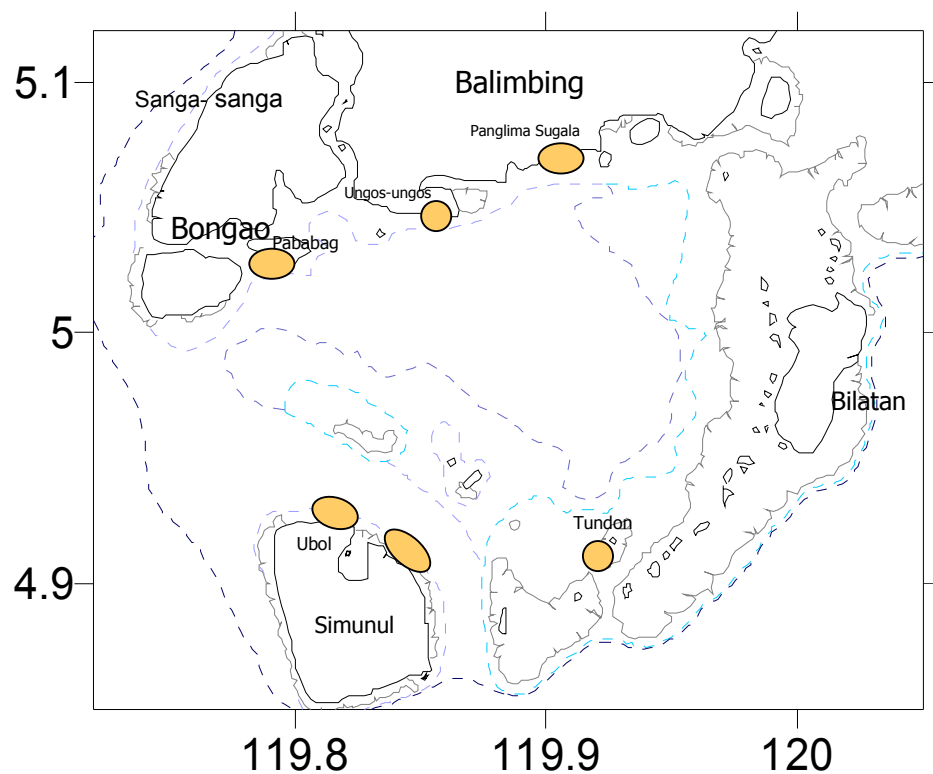 5.1
Balimbing
Sanga- sanga
Panglima Sugala
Ungos-ungos
Bongao
Pababag
5
Bilatan
Tundon
Ubol
4.9
Simunul
119.8
119.9
120